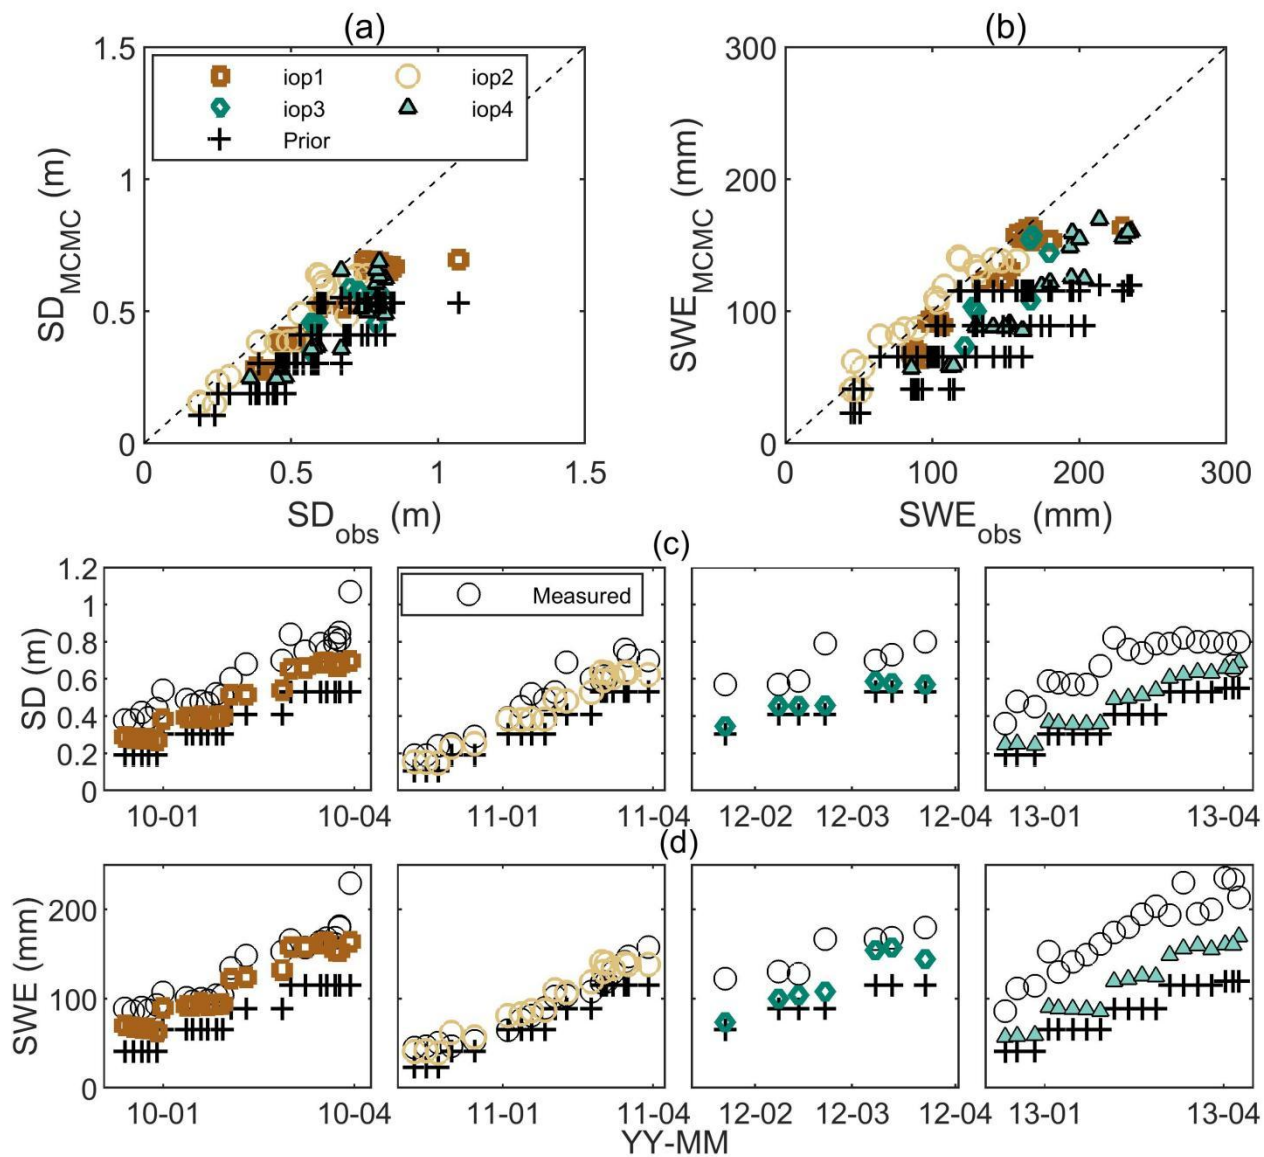 (a)
(b)
1.5
1
0.5
0
SD_MCMC (m)
iop1
iop2
iop3
iop4
Prior
0
0.5
1
1.5
SD_obs (m)
300
200
100
0
SWE_MCMC (mm)
0
100
200
300
SWE_obs (mm)
(c)
1.2
1
0.8
0.6
0.4
0.2
0
SD (m)
Measured
10-01
10-04
11-01
11-04
12-02
12-03
12-04
13-01
13-04
(d)
200
100
0
SWE (mm)
10-01
10-04
11-01
11-04
12-02
12-03
12-04
13-01
13-04
YY-MM